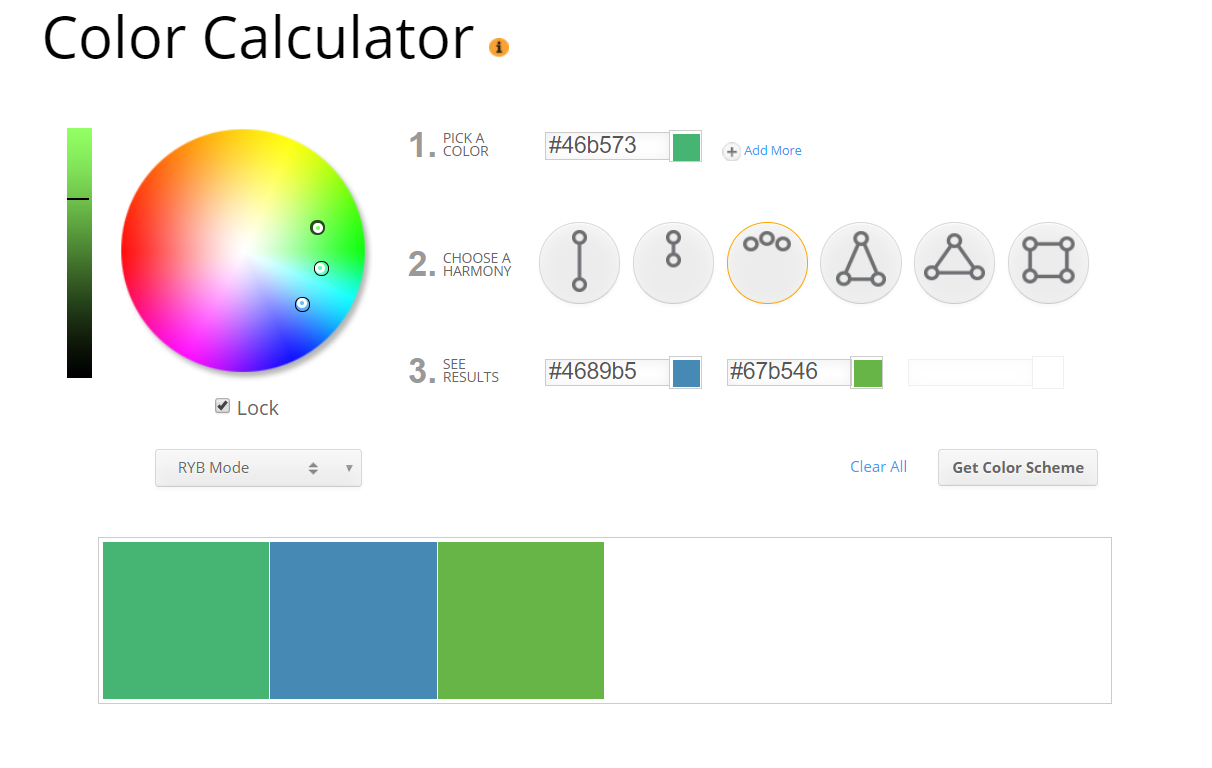 Color Calculator
1. PICK A
COLOR
#46b573
Add More
2. CHOOSE A
HARMONY
3. SEE
RESULTS
#4689b5
#67b546
Lock
RYB Mode
Clear All
Get Color Scheme